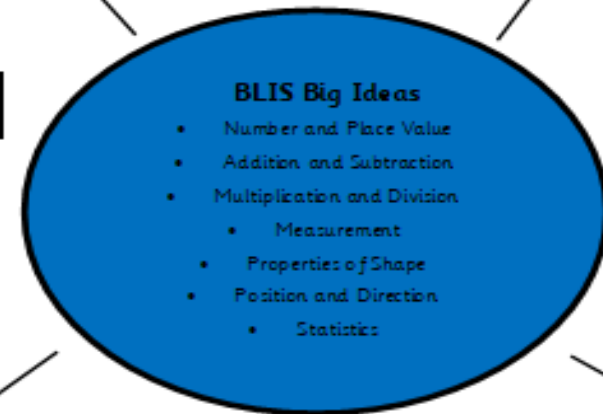 BLIS Big Ideas
• Number and Place Value
• Addition and Subtraction
• Multiplication and Division
• Measurement
• Properties of Shape
• Position and Direction
• Statistics